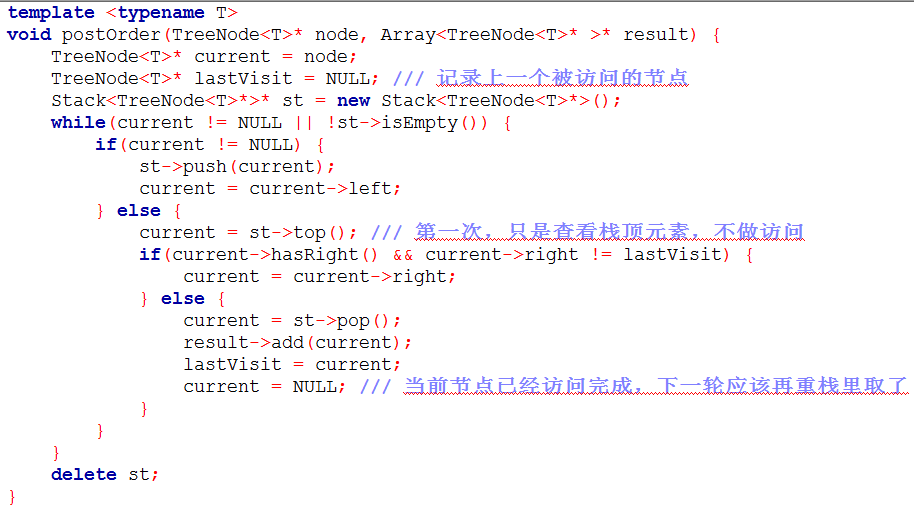 template <typename T>
void postOrder(TreeNode<T>* node, Array<TreeNode<T>* >* result) {
    TreeNode<T>* current = node;
    TreeNode<T>* lastVisit = NULL; /// 记录上一个被访问的节点
    Stack<TreeNode<T>*>* st = new Stack<TreeNode<T>*>();
    while(current != NULL || !st->isEmpty()) {
        if(current != NULL) {
            st->push(current);
            current = current->left;
        } else {
            current = st->top(); /// 第一次，只是查看栈顶元素，不做访问
            if(current->hasRight() && current->right != lastVisit) {
                current = current->right;
            } else {
                current = st->pop();
                result->add(current);
                lastVisit = current;
                current = NULL; /// 当前节点已经访问完成，下一轮应该再重栈里取了
            }
        }
    }
    delete st;
}